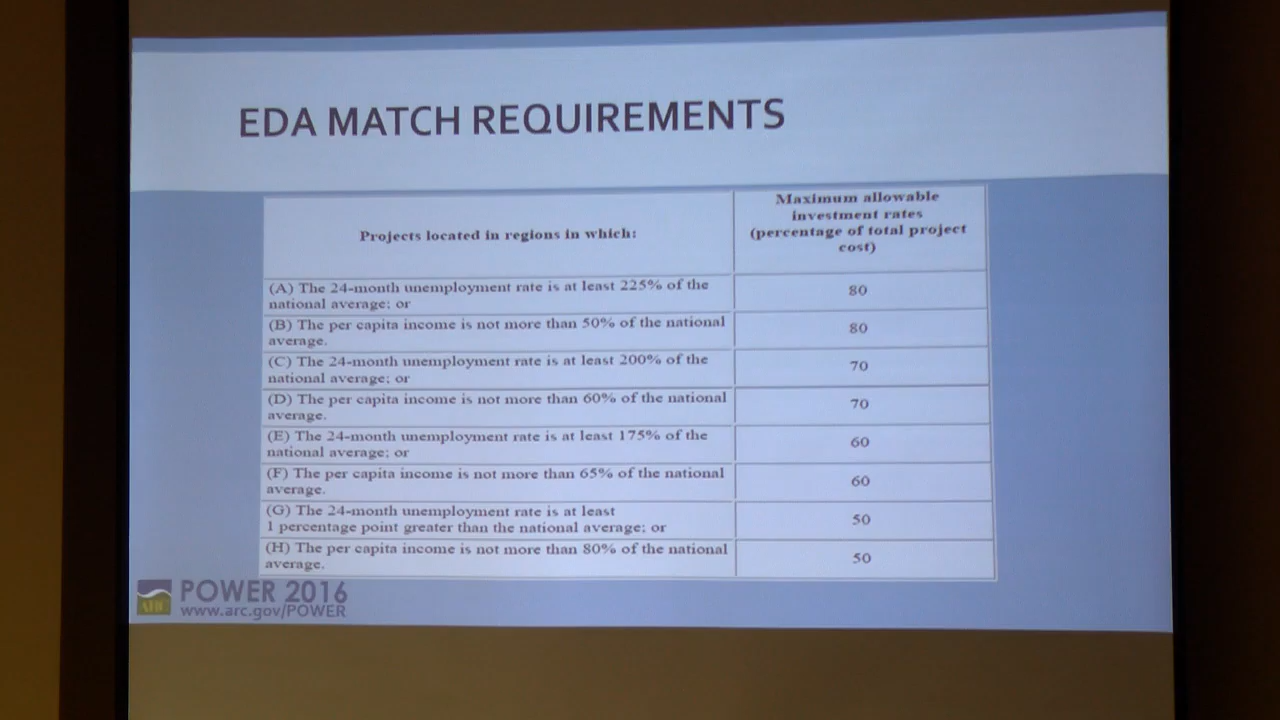 EDA MATCH REQUIREMENTS
Projects located in regions in which:
Maximum allowable
investment rates
(percentage of total project
cost)
(A) The 24-month unemployment rate is at least 225% of the
national average; or
80
(B) The per capita income is not more than 50% of the national
average.
80
(C) The 24-month unemployment rate is at least 200% of the
national average; or
70
(D) The per capita income is not more than 60% of the national
average.
70
(E) The 24-month unemployment rate is at least 175% of the
national average; or
60
(F) The per capita income is not more than 65% of the national
average.
60
(G) The 24-month unemployment rate is at least
1 percentage point greater than the national average; or
50
(H) The per capita income is not more than 80% of the national
average.
50
ARC
POWER 2016
www.arc.gov/POWER